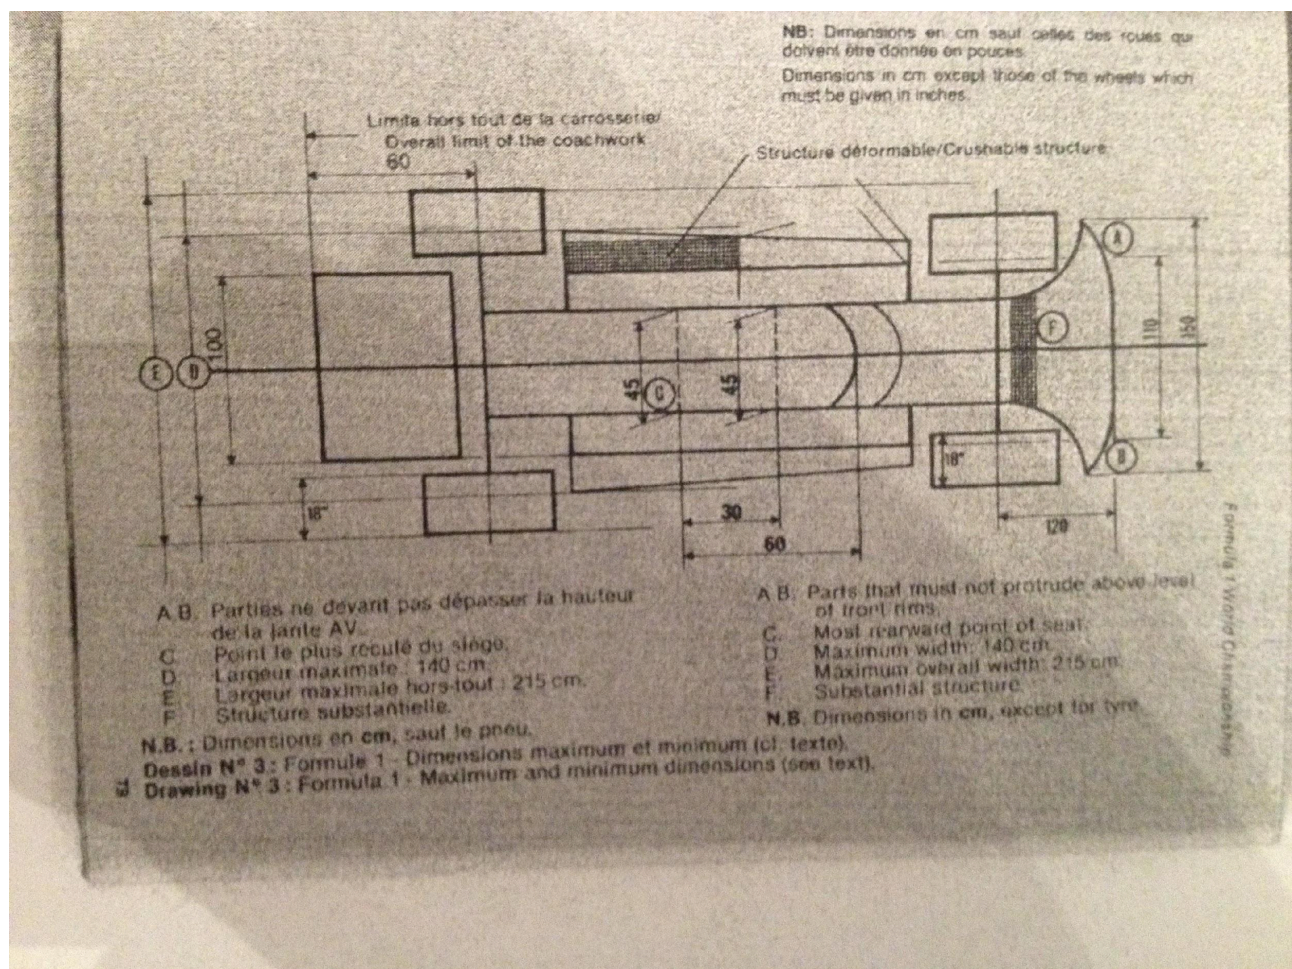 NB: Dimensions en cm sauf celles des roues qui
doivent être donnée en pouces.
Dimensions in cm except those of the wheels which
must be given in inches.
Limite hors tout de la carrosserie/
Overall limit of the coachwork
60
Structure déformable/Crushable structure
A
E
D
100
45
C
45
F
110
150
B
18"
18"
30
60
120
A B. Parties ne devant pas dépasser la hauteur
de la jante AV.
C. Point le plus reculé du siège.
D. Largeur maximale : 140 cm.
E. Largeur maximale hors-tout : 215 cm.
F. Structure substantielle.
N.B. : Dimensions en cm, sauf le pneu.
A B. Parts that must not protrude above level
of front rims.
C. Most rearward point of seat.
D. Maximum width: 140 cm.
E. Maximum overall width: 215 cm.
F. Substantial structure.
N.B. Dimensions in cm, except for tyre.
Dessin N° 3 : Formule 1 - Dimensions maximum et minimum (cf. texte).
Drawing N° 3 : Formula 1 - Maximum and minimum dimensions (see text).
Formula 1 World Championship